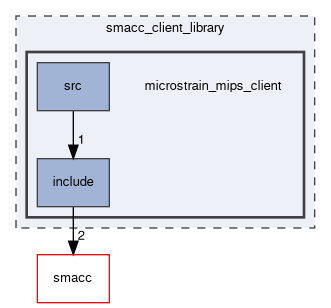 smacc_client_library
src
microstrain_mips_client
1
include
2
smacc